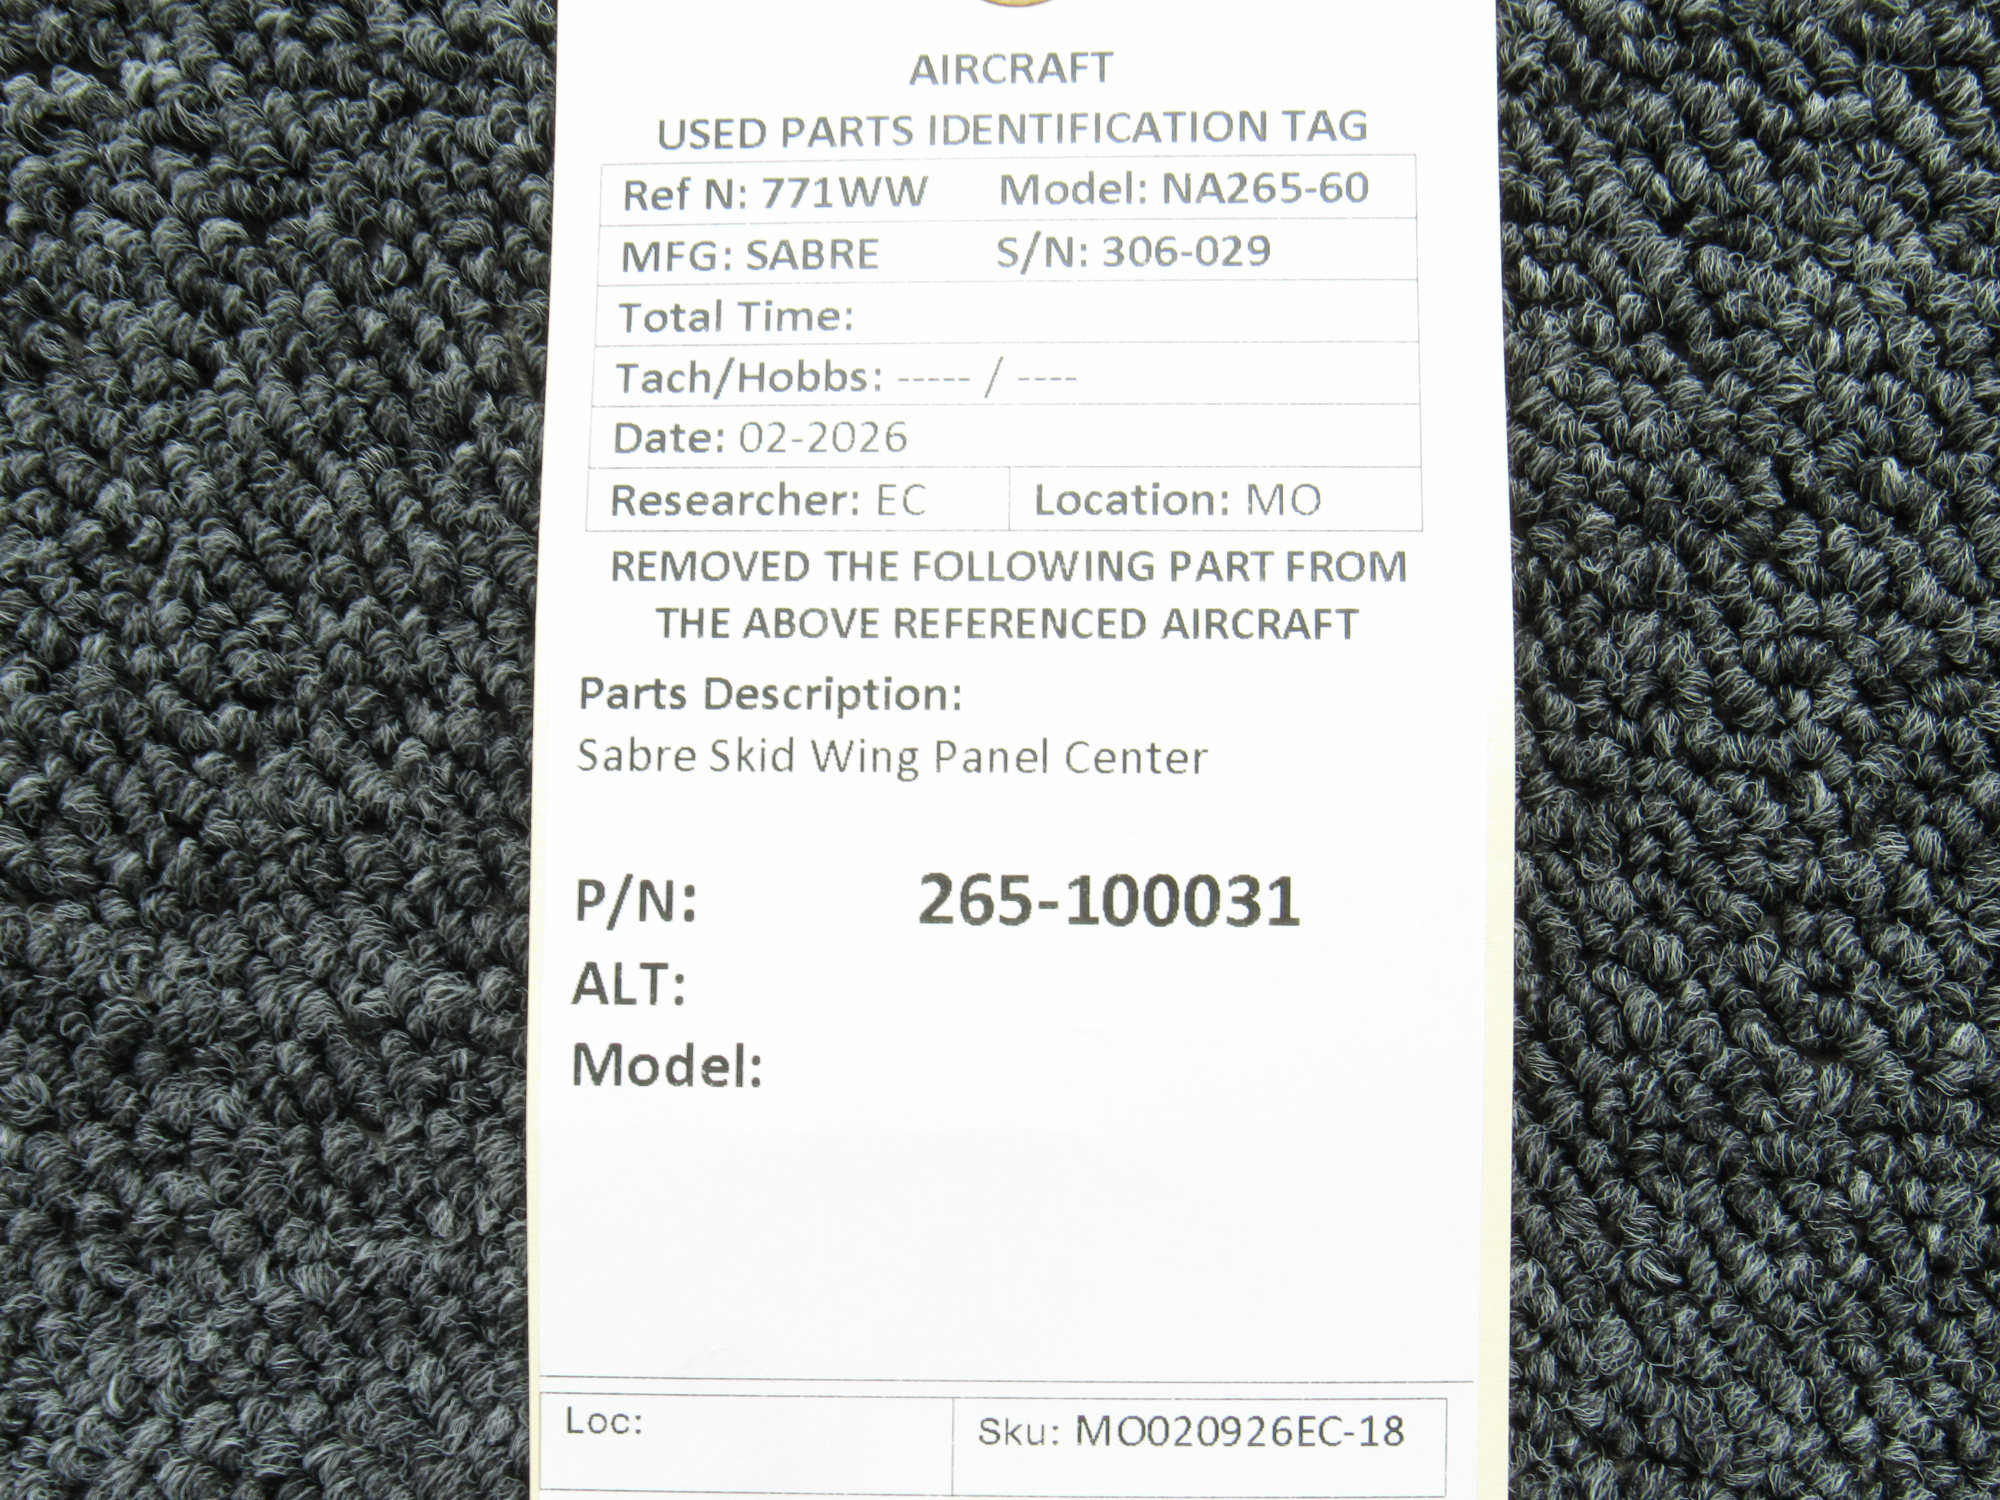 AIRCRAFT
USED PARTS IDENTIFICATION TAG
Ref N: 771WW Model: NA265-60
MFG: SABRE S/N: 306-029
Total Time:
Tach/Hobbs: ----- / ----
Date: 02-2026
Researcher: EC Location: MO
REMOVED THE FOLLOWING PART FROM
THE ABOVE REFERENCED AIRCRAFT
Parts Description:
Sabre Skid Wing Panel Center
P/N: 265-100031
ALT:
Model:
Loc: Sku: MO020926EC-18